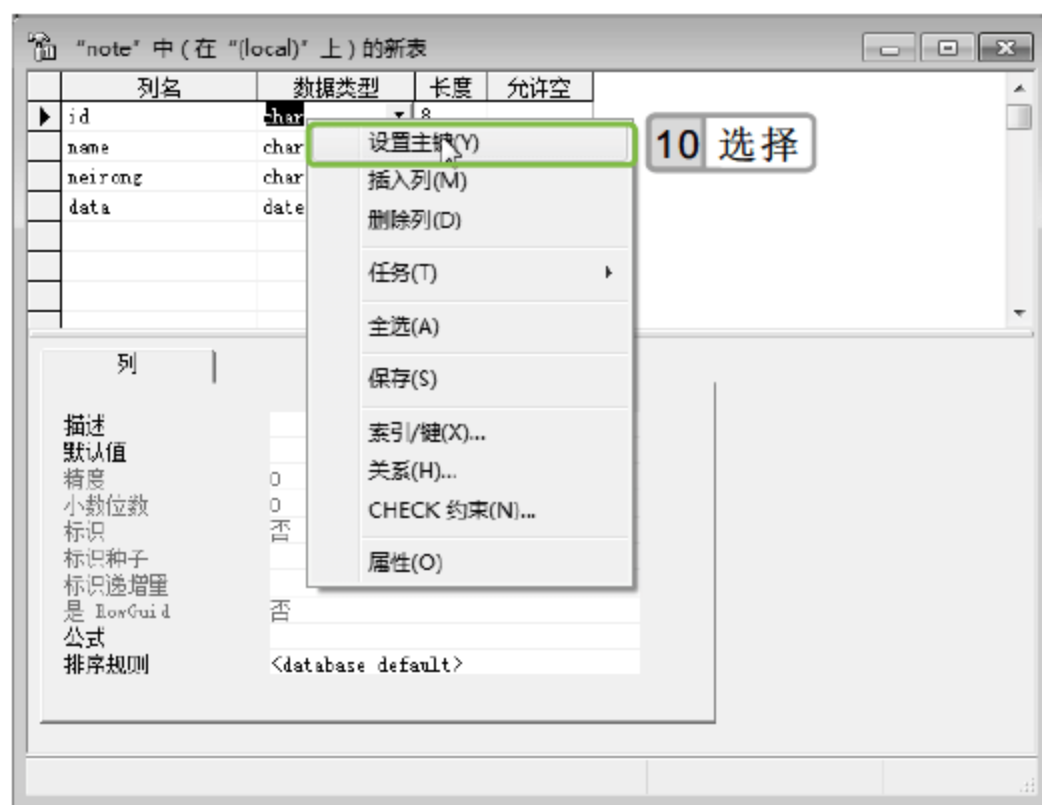 “note”中(在“(local)”上)的新表
列名 数据类型 长度 允许空
id char 8
name char
neirong char
data date
设置主键(Y)
10 选择
插入列(M)
删除列(D)
任务(T)
全选(A)
保存(S)
索引/键(X)...
关系(H)...
CHECK 约束(N)...
属性(O)
列
描述
默认值
精度 0
小数位数 0
标识 否
标识种子
标识递增量
是 RowGuid 否
公式
排序规则 <database default>